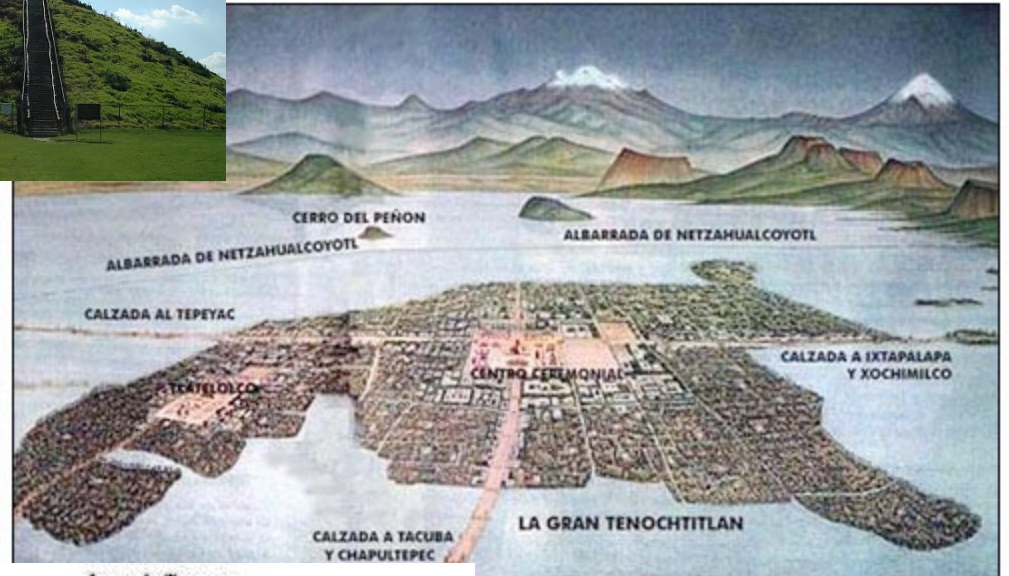 CERRO DEL PEÑON
ALBARRADA DE NETZAHUALCOYOTL
ALBARRADA DE NETZAHUALCOYOTL
CALZADA AL TEPEYAC
CALZADA A IXTAPALAPA
Y XOCHIMILCO
CENTRO CEREMONIAL
TLATELOLCO
LA GRAN TENOCHTITLAN
CALZADA A TACUBA
Y CHAPULTEPEC